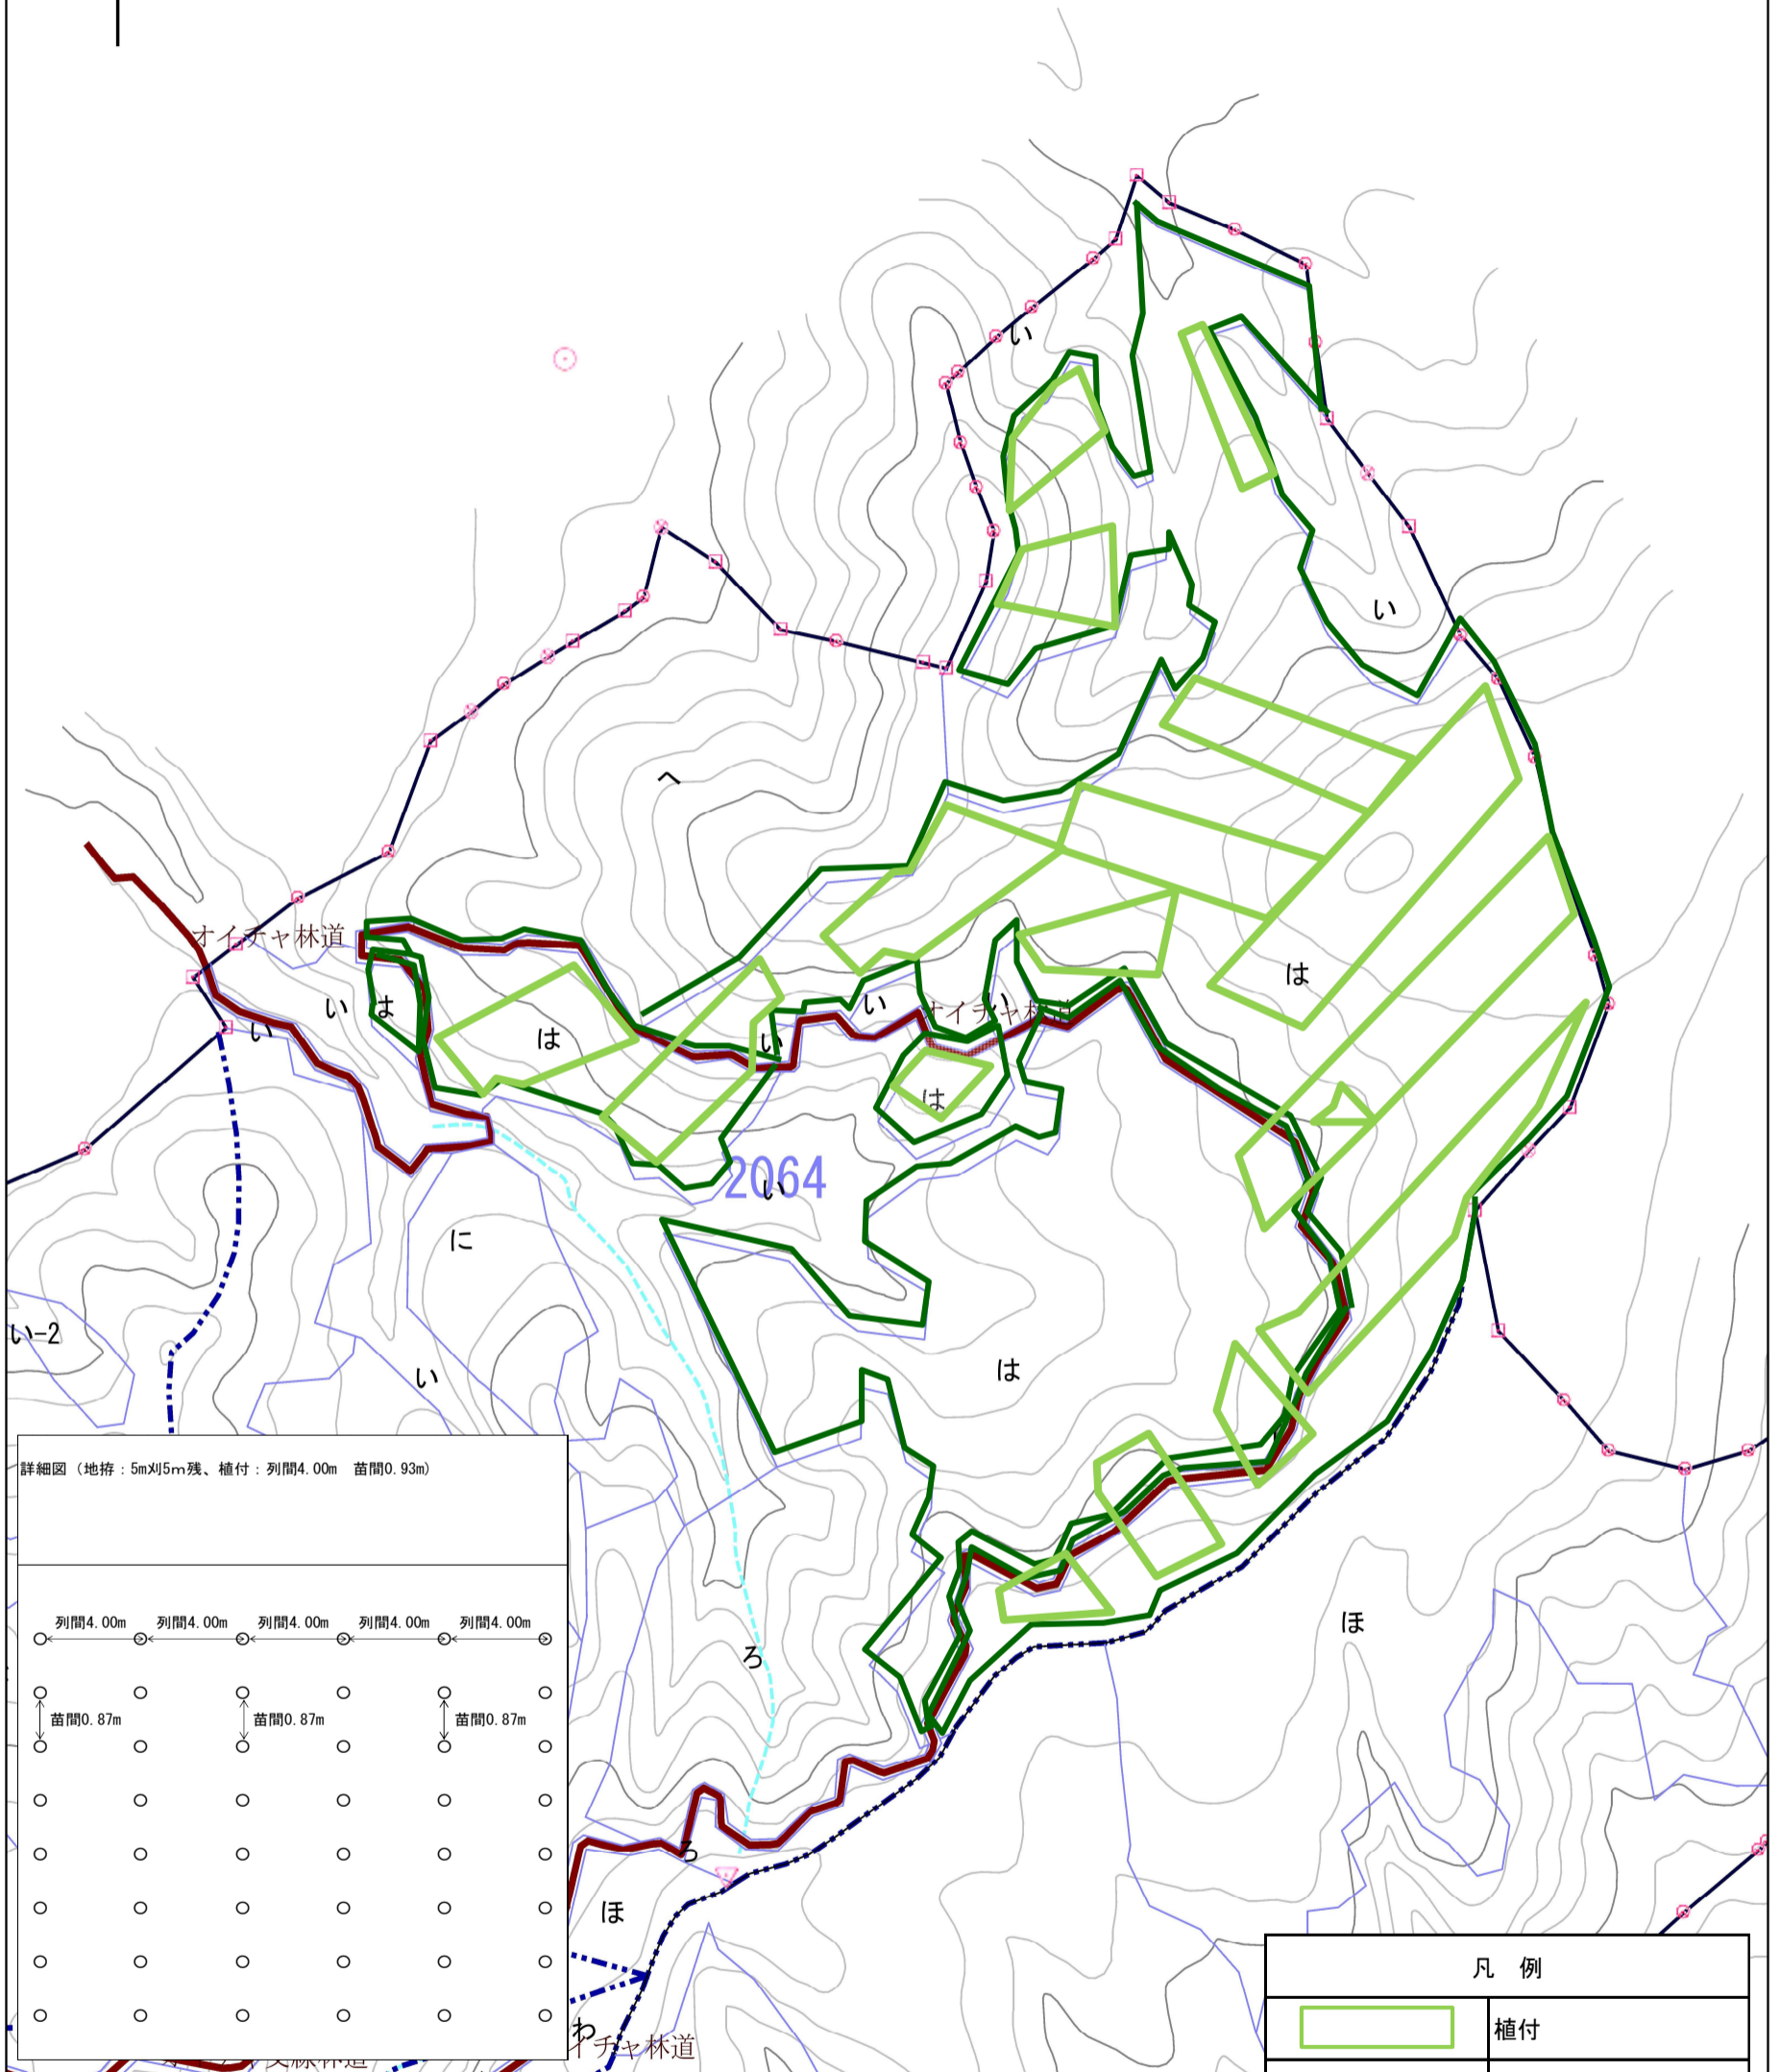 い
い
へ
オイチャ林道
は
い
は
い
オイチャ林道
い
い
は
い
は
2064
い
に
い-2
は
い
詳細図（地拵：5m刈5m残、植付：列間4.00m　苗間0.93m）
列間4.00m 列間4.00m 列間4.00m 列間4.00m 列間4.00m
ほ
ろ
苗間0.87m 苗間0.87m 苗間0.87m
ろ
ほ
凡　例
植付
わ
イチャ林道